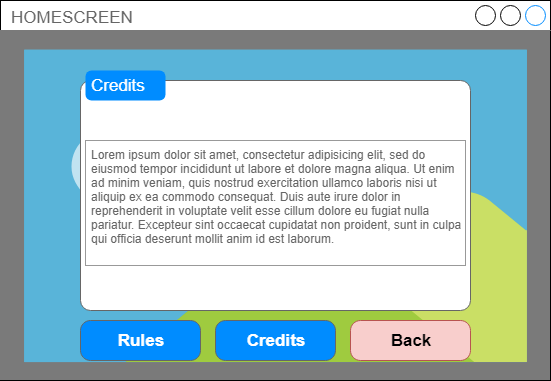 HOMESCREEN
Credits
Lorem ipsum dolor sit amet, consectetur adipisicing elit, sed do
eiusmod tempor incididunt ut labore et dolore magna aliqua. Ut enim
ad minim veniam, quis nostrud exercitation ullamco laboris nisi ut
aliquip ex ea commodo consequat. Duis aute irure dolor in
reprehenderit in voluptate velit esse cillum dolore eu fugiat nulla
pariatur. Excepteur sint occaecat cupidatat non proident, sunt in culpa
qui officia deserunt mollit anim id est laborum.
Rules
Credits
Back